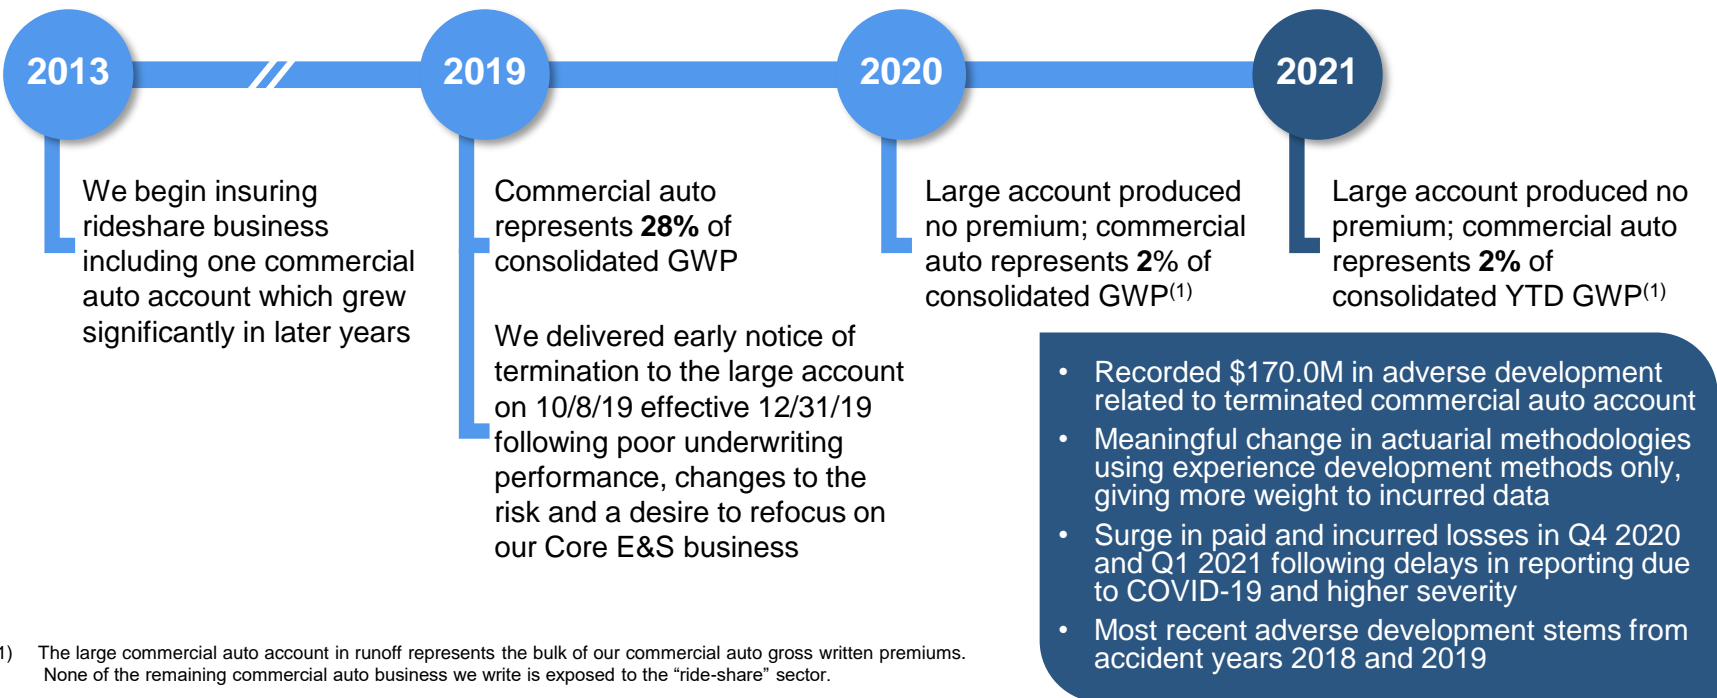 2013
2019
2020
2021
We begin insuring
rideshare business
including one commercial
auto account which grew
significantly in later years
Commercial auto
represents 28% of
consolidated GWP
We delivered early notice of
termination to the large account
on 10/8/19 effective 12/31/19
following poor underwriting
performance, changes to the
risk and a desire to refocus on
our Core E&S business
Large account produced
no premium; commercial
auto represents 2% of
consolidated GWP(1)
Large account produced no
premium; commercial auto
represents 2% of
consolidated YTD GWP(1)
• Recorded $170.0M in adverse development
related to terminated commercial auto account
• Meaningful change in actuarial methodologies
using experience development methods only,
giving more weight to incurred data
• Surge in paid and incurred losses in Q4 2020
and Q1 2021 following delays in reporting due
to COVID-19 and higher severity
• Most recent adverse development stems from
accident years 2018 and 2019
1) The large commercial auto account in runoff represents the bulk of our commercial auto gross written premiums.
None of the remaining commercial auto business we write is exposed to the “ride-share” sector.